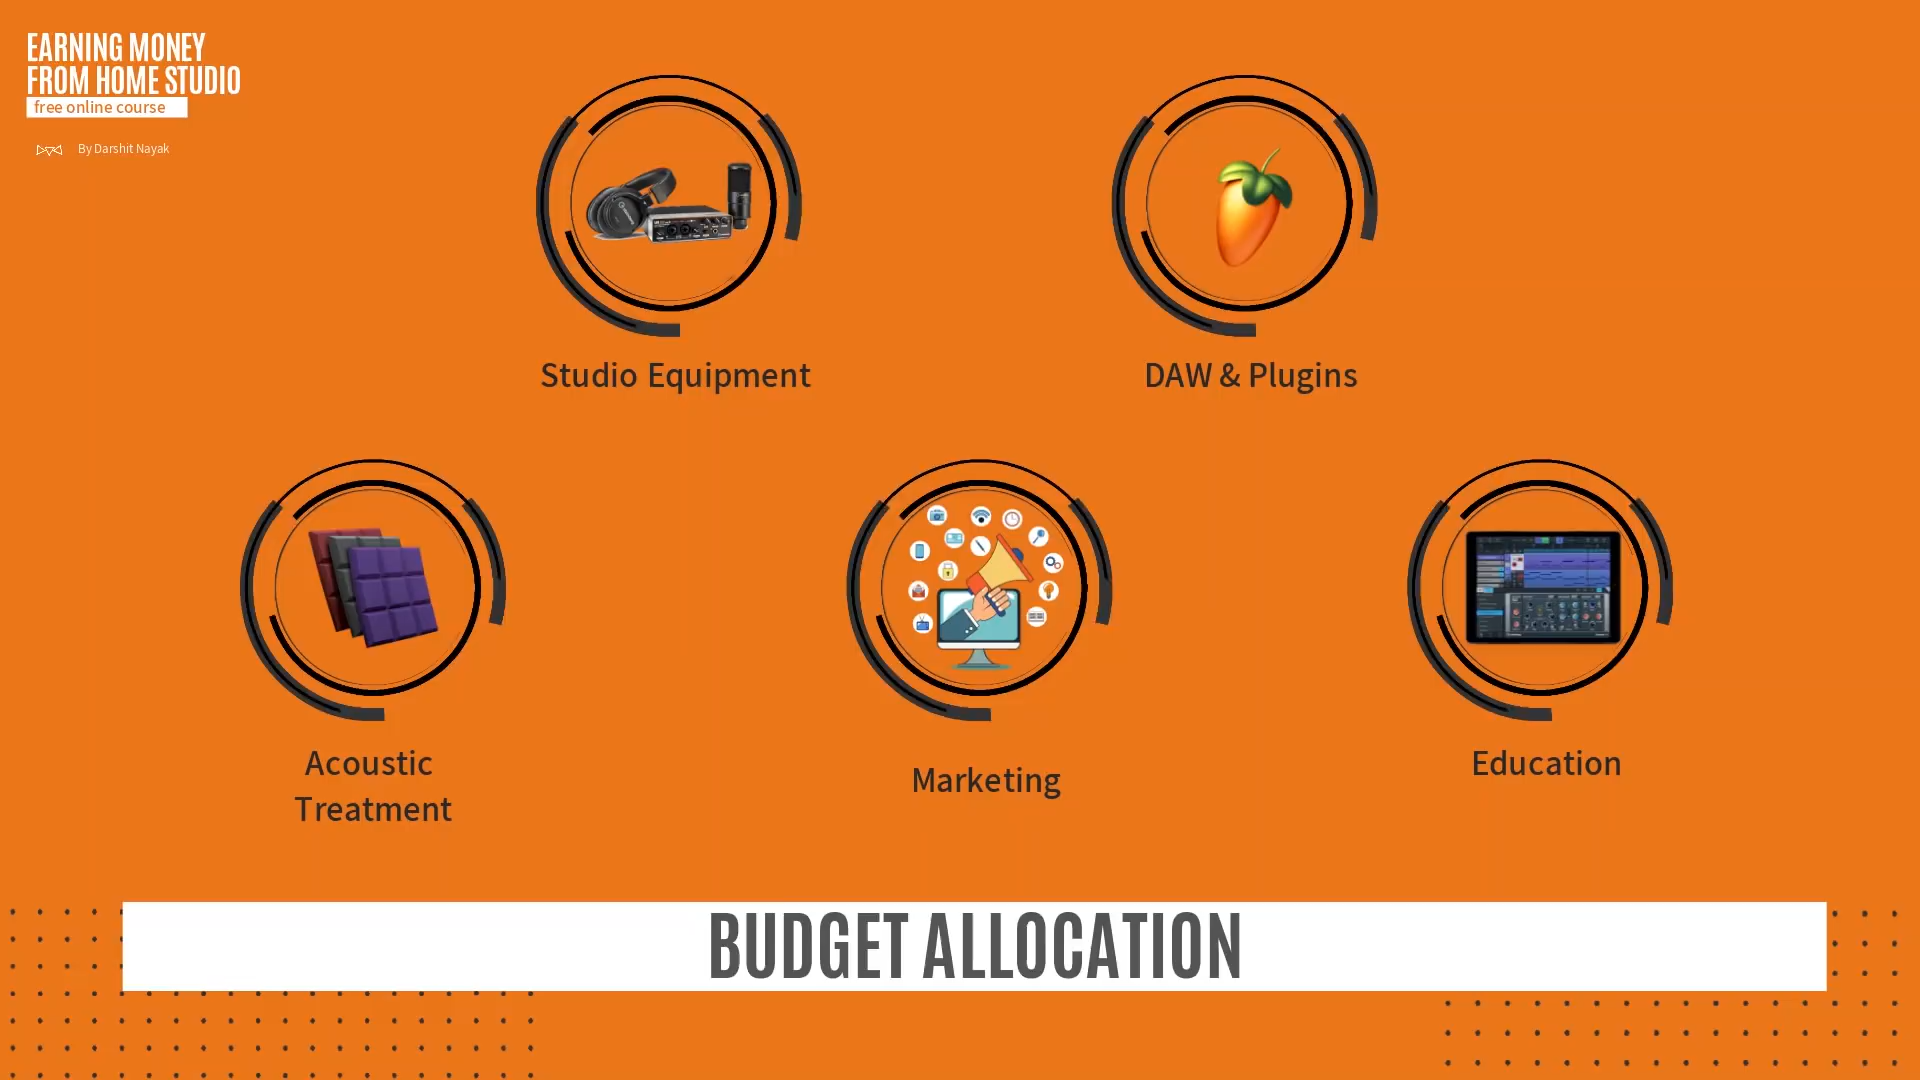 EARNING MONEY
FROM HOME STUDIO
free online course
By Darshit Nayak
Studio Equipment
DAW & Plugins
Acoustic
Treatment
Marketing
Education
BUDGET ALLOCATION